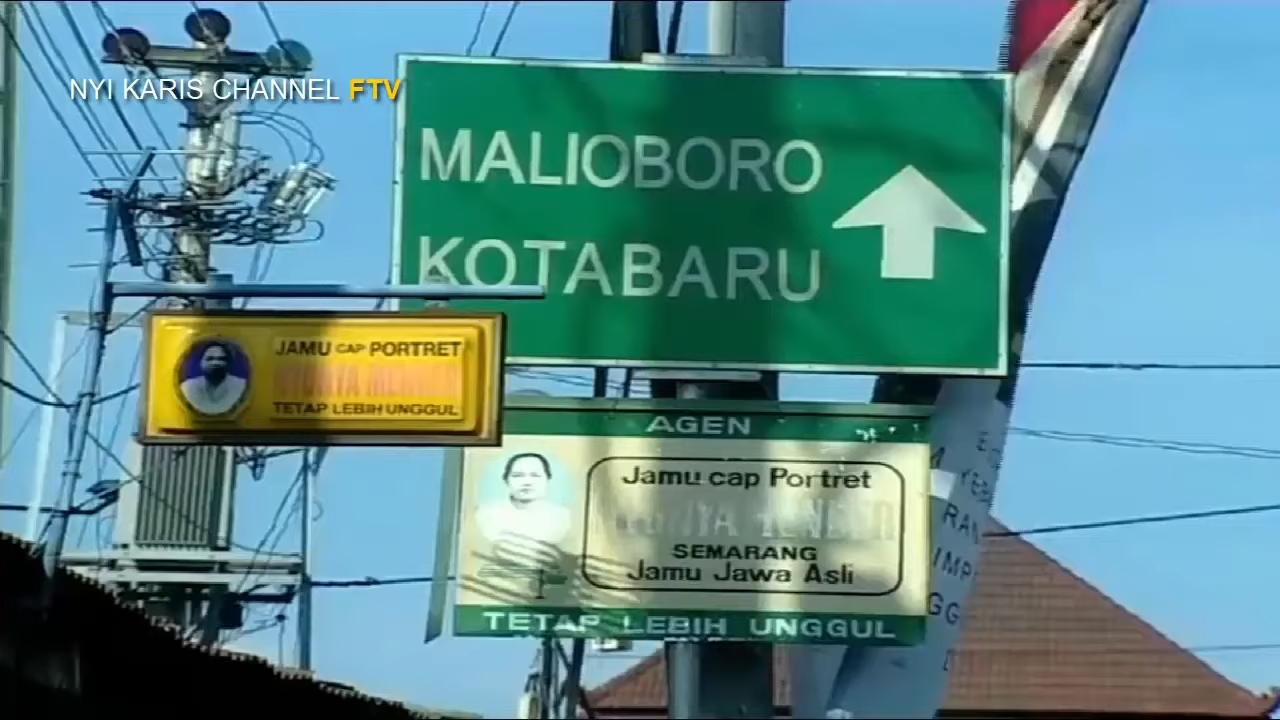 NYI KARIS CHANNEL FTV
MALIOBORO
KOTABARU
JAMU CAP PORTRET
TETAP LEBIH UNGGUL
AGEN
Jamu cap Portret
SEMARANG
Jamu Jawa Asli
TETAP LEBIH UNGGUL